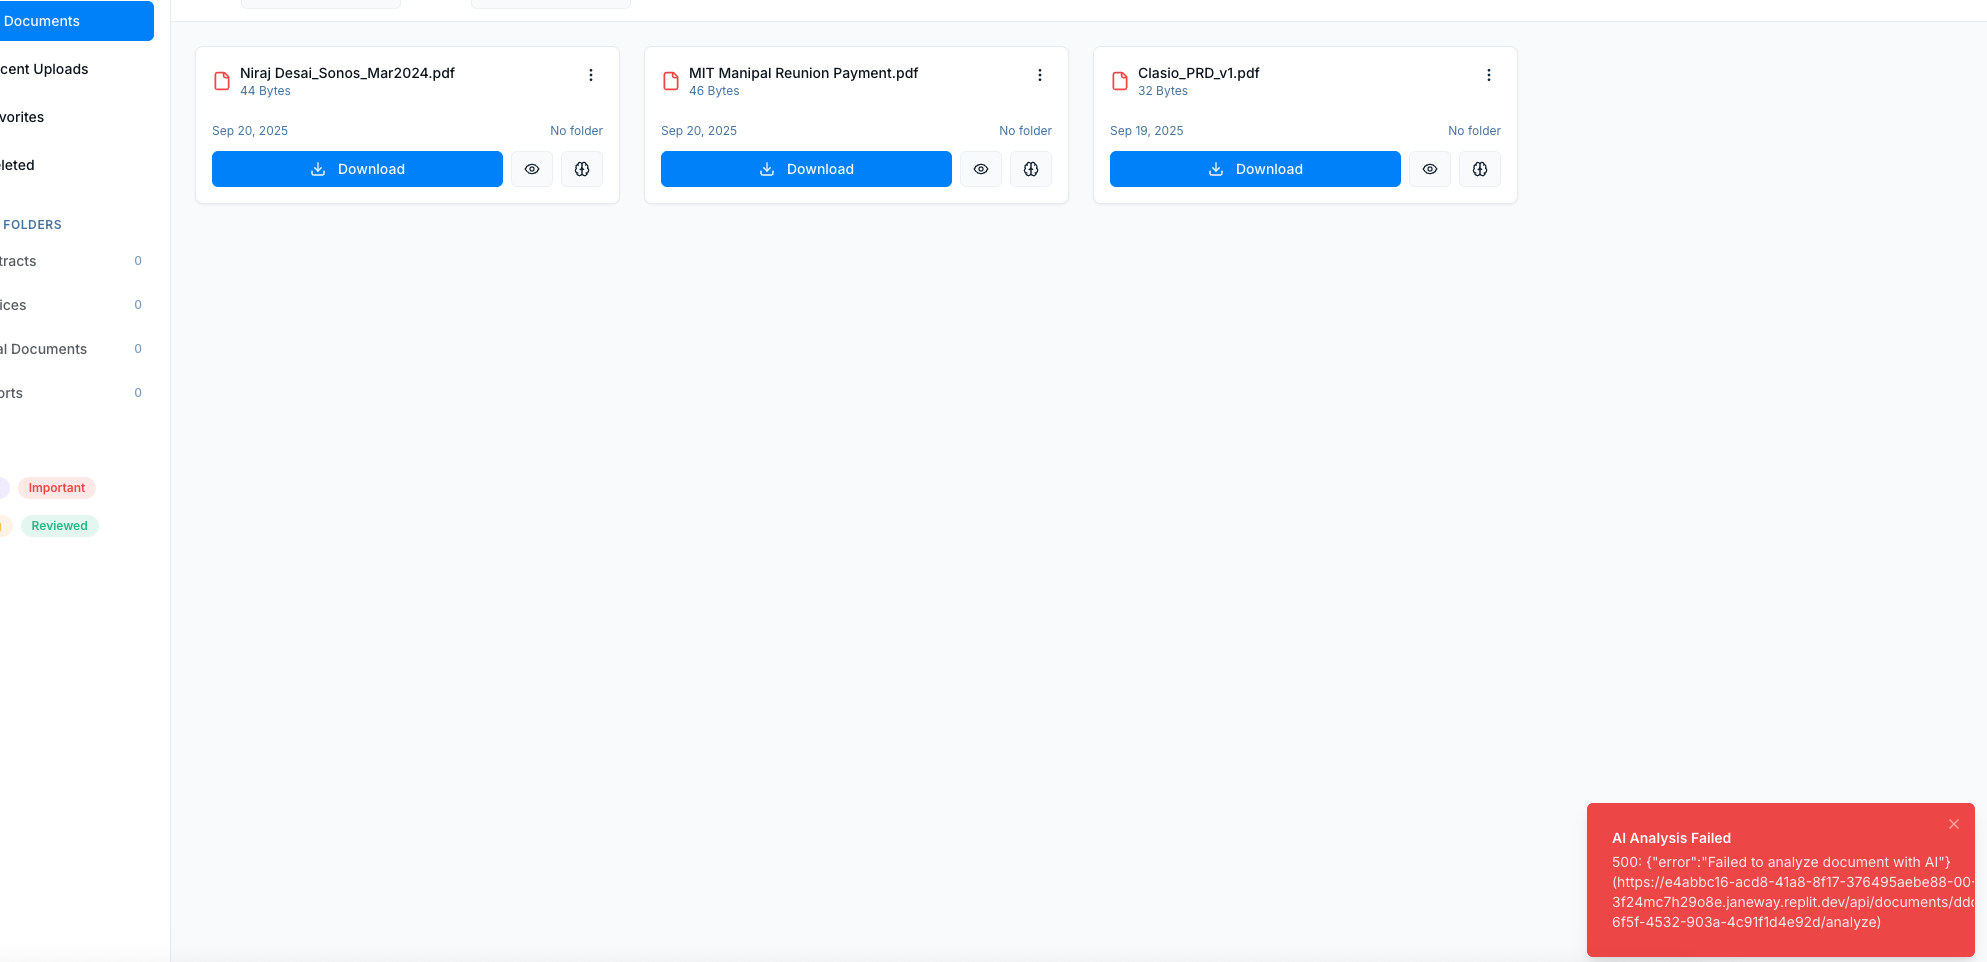 Documents
cent Uploads
vorites
leted
FOLDERS
tracts 0
ices 0
al Documents 0
orts 0
Important
Reviewed
Niraj Desai_Sonos_Mar2024.pdf
44 Bytes
Sep 20, 2025 No folder
Download
MIT Manipal Reunion Payment.pdf
46 Bytes
Sep 20, 2025 No folder
Download
Clasio_PRD_v1.pdf
32 Bytes
Sep 19, 2025 No folder
Download
AI Analysis Failed
500: {"error":"Failed to analyze document with AI"}
(https://e4abbc16-acd8-41a8-8f17-376495aebe88-00-
3f24mc7h29o8e.janeway.replit.dev/api/documents/ddc
6f5f-4532-903a-4c91f1d4e92d/analyze)